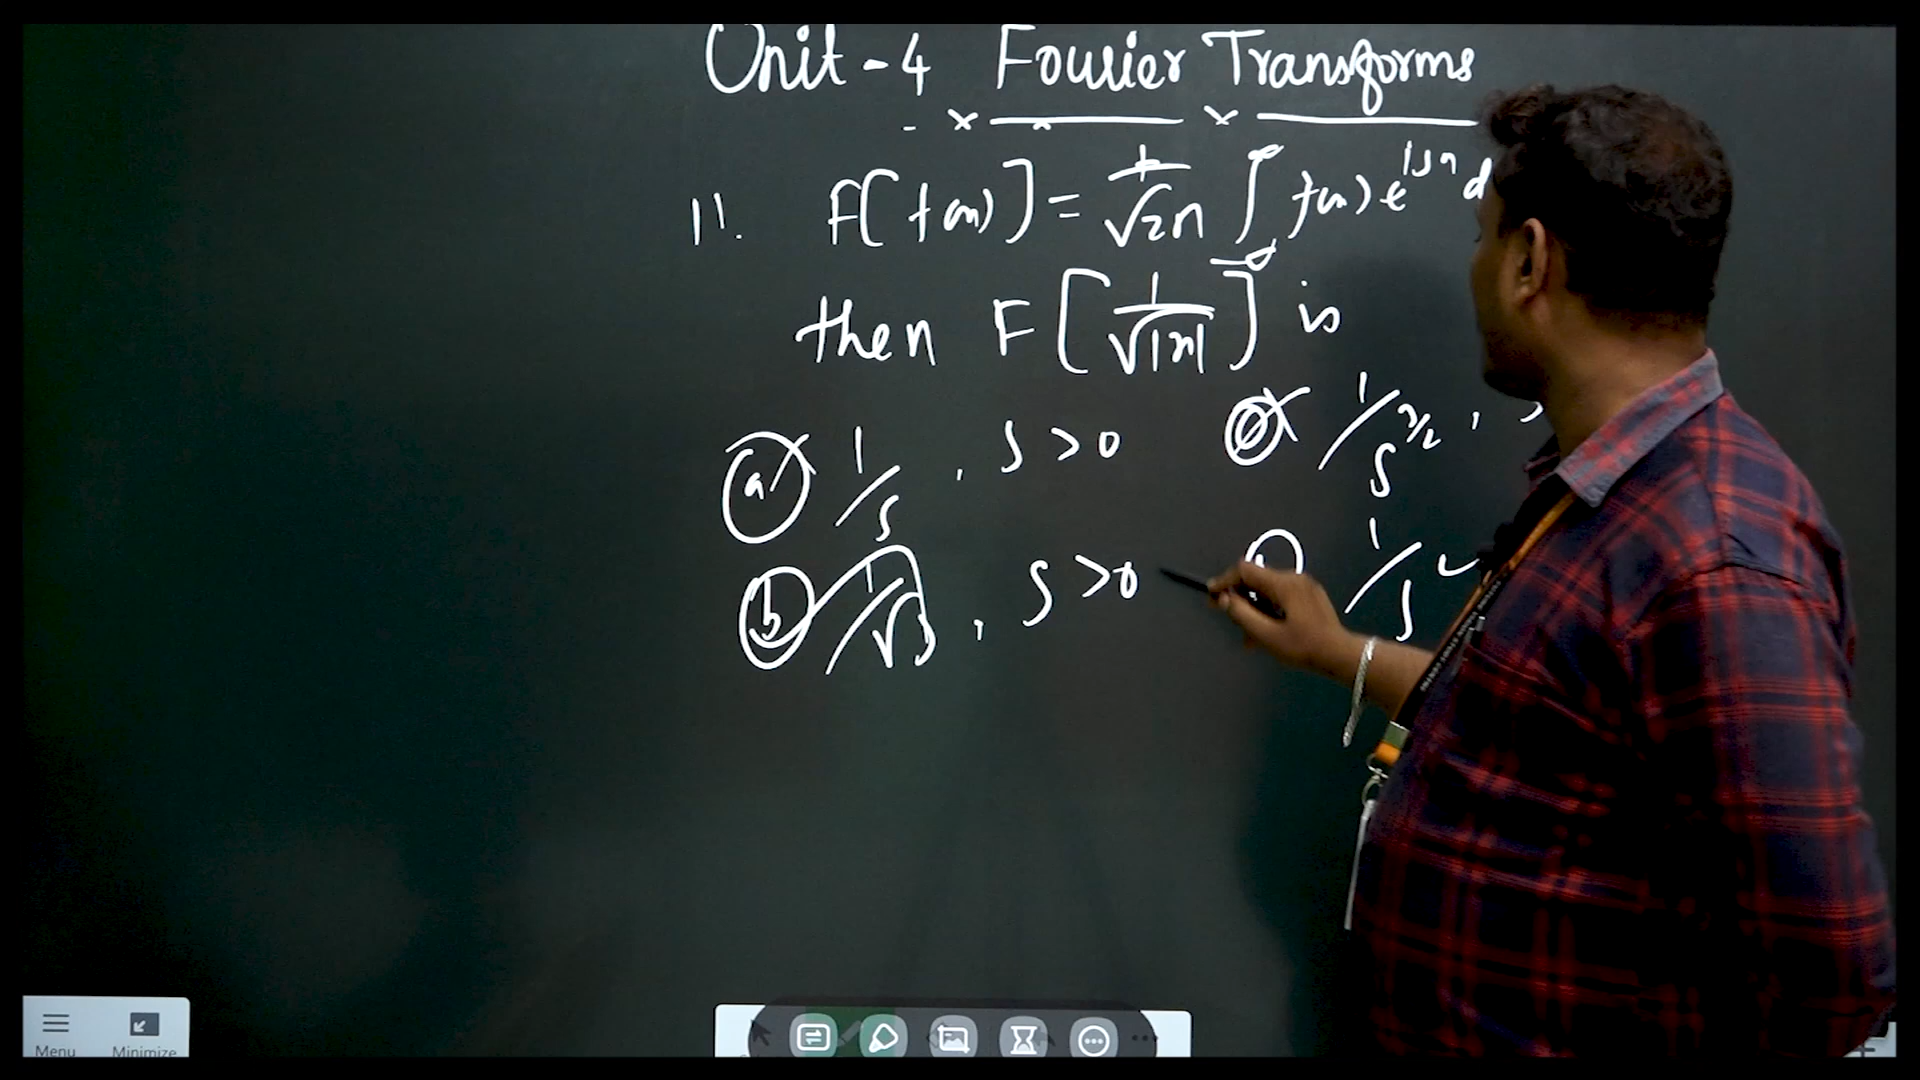 Unit - 4 Fourier Transforms
11. F[f(x)] = 1/√2π ∫ f(x) e^isx d
then F[1/√|x|] is
(a) 1/s, s>0
(c) 1/s^3/2,
(b) 1/√s, s>0
1/s^2
Menu
Minimize